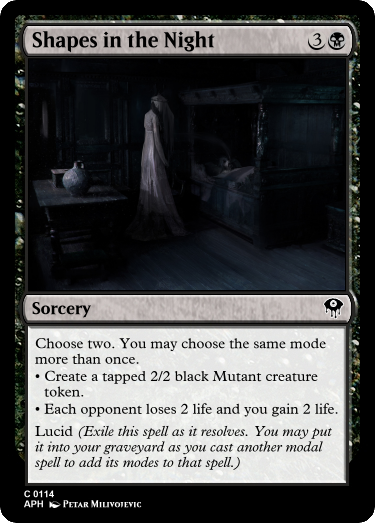 Shapes in the Night 3
Sorcery
Choose two. You may choose the same mode
more than once.
• Create a tapped 2/2 black Mutant creature
token.
• Each opponent loses 2 life and you gain 2 life.
Lucid (Exile this spell as it resolves. You may put
it into your graveyard as you cast another modal
spell to add its modes to that spell.)
C 0114
APH Petar Milivojevic